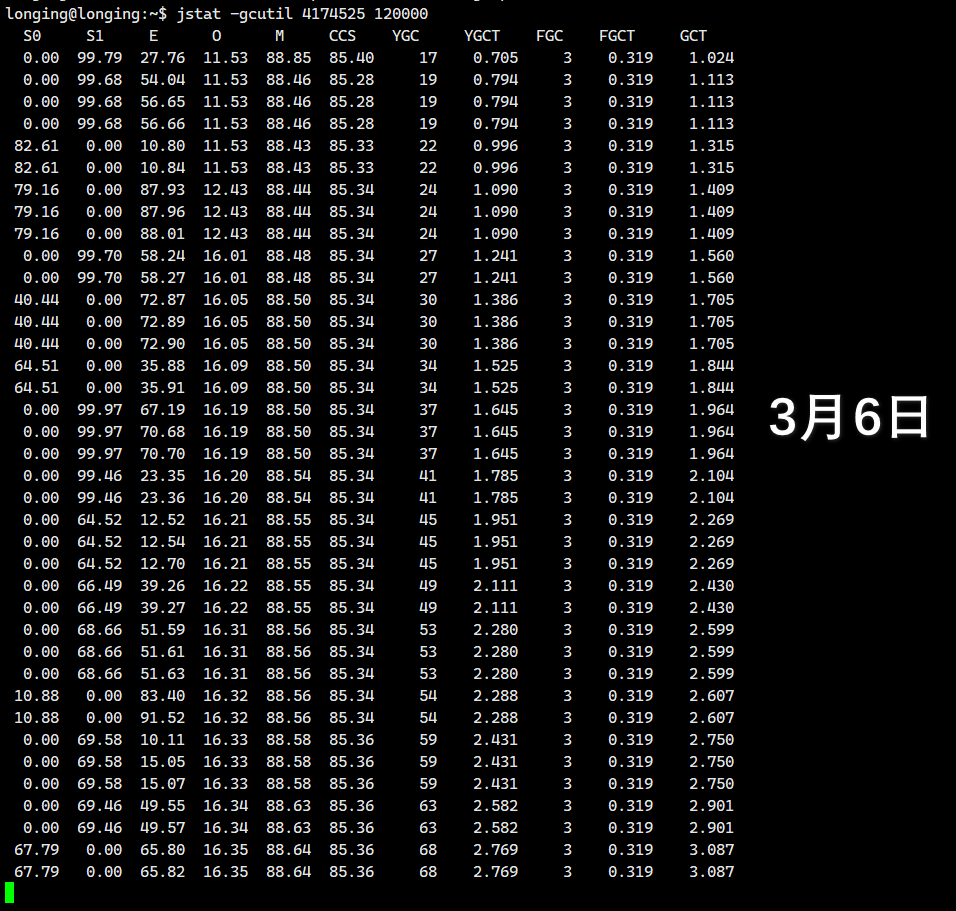 longing@longing:~$ jstat -gcutil 4174525 120000
S0 S1 E O M CCS YGC YGCT FGC FGCT GCT
0.00 99.79 27.76 11.53 88.85 85.40 17 0.705 3 0.319 1.024
0.00 99.68 54.04 11.53 88.46 85.28 19 0.794 3 0.319 1.113
0.00 99.68 56.65 11.53 88.46 85.28 19 0.794 3 0.319 1.113
0.00 99.68 56.66 11.53 88.46 85.28 19 0.794 3 0.319 1.113
82.61 0.00 10.80 11.53 88.43 85.33 22 0.996 3 0.319 1.315
82.61 0.00 10.84 11.53 88.43 85.33 22 0.996 3 0.319 1.315
79.16 0.00 87.93 12.43 88.44 85.34 24 1.090 3 0.319 1.409
79.16 0.00 87.96 12.43 88.44 85.34 24 1.090 3 0.319 1.409
79.16 0.00 88.01 12.43 88.44 85.34 24 1.090 3 0.319 1.409
0.00 99.70 58.24 16.01 88.48 85.34 27 1.241 3 0.319 1.560
0.00 99.70 58.27 16.01 88.48 85.34 27 1.241 3 0.319 1.560
40.44 0.00 72.87 16.05 88.50 85.34 30 1.386 3 0.319 1.705
40.44 0.00 72.89 16.05 88.50 85.34 30 1.386 3 0.319 1.705
40.44 0.00 72.90 16.05 88.50 85.34 30 1.386 3 0.319 1.705
64.51 0.00 35.88 16.09 88.50 85.34 34 1.525 3 0.319 1.844
64.51 0.00 35.91 16.09 88.50 85.34 34 1.525 3 0.319 1.844
0.00 99.97 67.19 16.19 88.50 85.34 37 1.645 3 0.319 1.964
3月6日
0.00 99.97 70.68 16.19 88.50 85.34 37 1.645 3 0.319 1.964
0.00 99.97 70.70 16.19 88.50 85.34 37 1.645 3 0.319 1.964
0.00 99.46 23.35 16.20 88.54 85.34 41 1.785 3 0.319 2.104
0.00 99.46 23.36 16.20 88.54 85.34 41 1.785 3 0.319 2.104
0.00 64.52 12.52 16.21 88.55 85.34 45 1.951 3 0.319 2.269
0.00 64.52 12.54 16.21 88.55 85.34 45 1.951 3 0.319 2.269
0.00 64.52 12.70 16.21 88.55 85.34 45 1.951 3 0.319 2.269
0.00 66.49 39.26 16.22 88.55 85.34 49 2.111 3 0.319 2.430
0.00 66.49 39.27 16.22 88.55 85.34 49 2.111 3 0.319 2.430
0.00 68.66 51.59 16.31 88.56 85.34 53 2.280 3 0.319 2.599
0.00 68.66 51.61 16.31 88.56 85.34 53 2.280 3 0.319 2.599
0.00 68.66 51.63 16.31 88.56 85.34 53 2.280 3 0.319 2.599
10.88 0.00 83.40 16.32 88.56 85.34 54 2.288 3 0.319 2.607
10.88 0.00 91.52 16.32 88.56 85.34 54 2.288 3 0.319 2.607
0.00 69.58 10.11 16.33 88.58 85.36 59 2.431 3 0.319 2.750
0.00 69.58 15.05 16.33 88.58 85.36 59 2.431 3 0.319 2.750
0.00 69.58 15.07 16.33 88.58 85.36 59 2.431 3 0.319 2.750
0.00 69.46 49.55 16.34 88.63 85.36 63 2.582 3 0.319 2.901
0.00 69.46 49.57 16.34 88.63 85.36 63 2.582 3 0.319 2.901
67.79 0.00 65.80 16.35 88.64 85.36 68 2.769 3 0.319 3.087
67.79 0.00 65.82 16.35 88.64 85.36 68 2.769 3 0.319 3.087